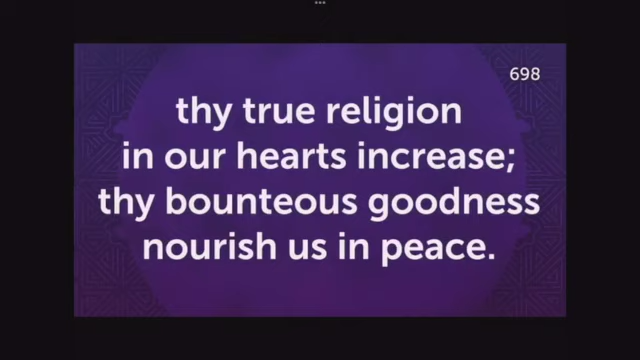 698
thy true religion
in our hearts increase;
thy bounteous goodness
nourish us in peace.